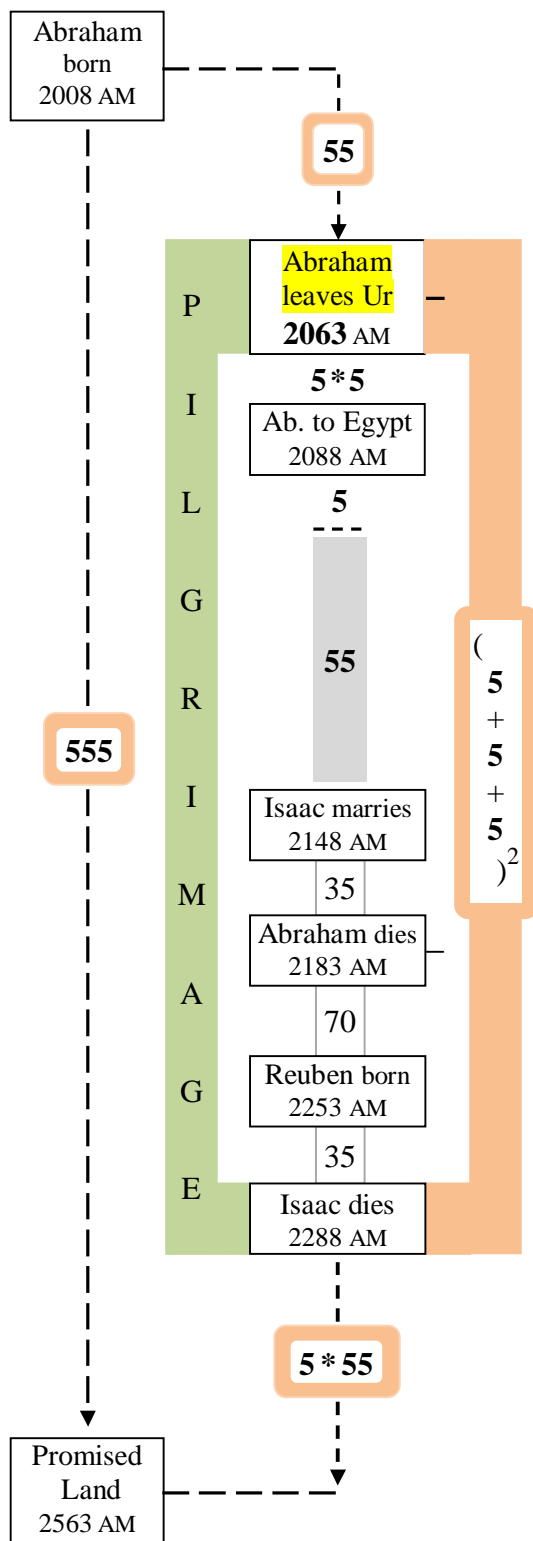 Abraham
born
2008 AM
55
Abraham
leaves Ur
2063 AM
5*5
Ab. to Egypt
2088 AM
5
55
Isaac marries
2148 AM
35
Abraham dies
2183 AM
70
Reuben born
2253 AM
35
Isaac dies
2288 AM
P
I
L
G
R
I
M
A
G
E
(
5
+
5
+
5
)2
555
5 * 55
Promised
Land
2563 AM